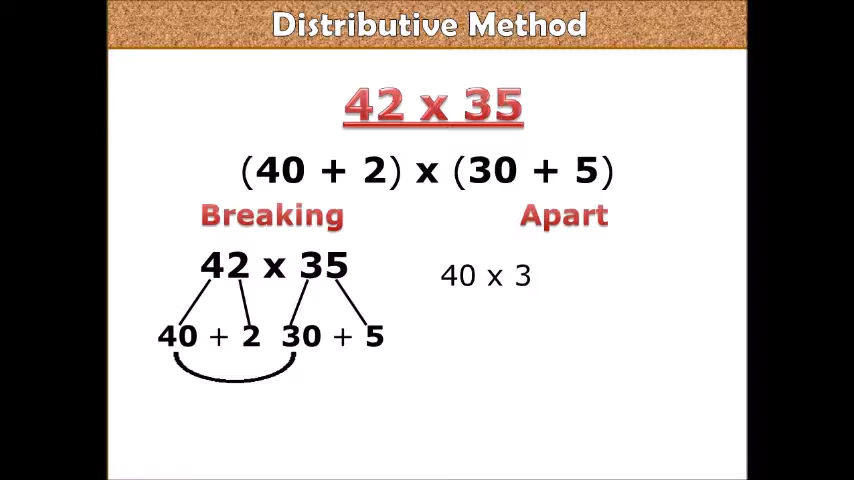 Distributive Method
42 x 35
(40 + 2) x (30 + 5)
Breaking Apart
42 x 35
40 x 3
40 + 2 30 + 5